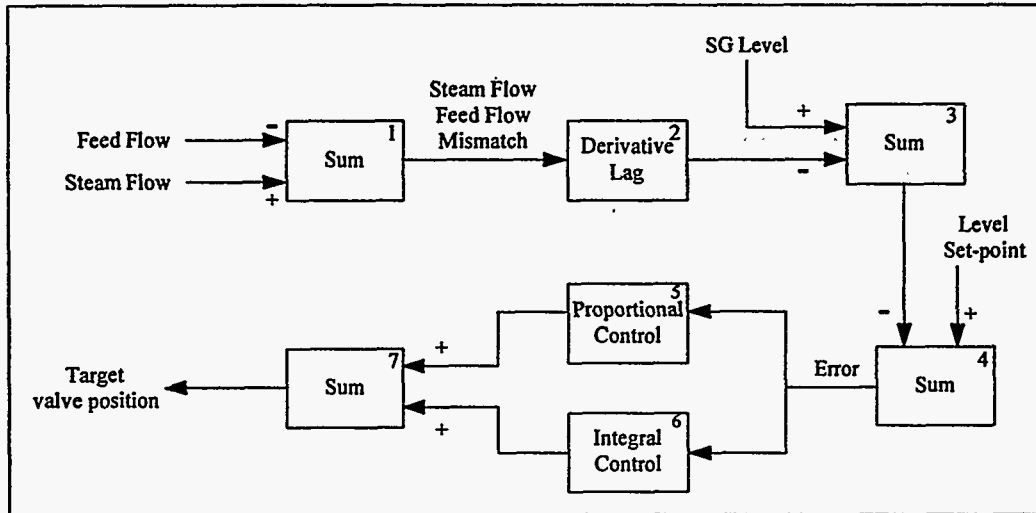 SG Level
Steam Flow
Feed Flow
Mismatch
Feed Flow
Steam Flow
-
+
1
Sum
2
Derivative
Lag
+
-
3
Sum
Level
Set-point
-
+
4
Sum
Error
5
Proportional
Control
6
Integral
Control
+
+
7
Sum
Target
valve position